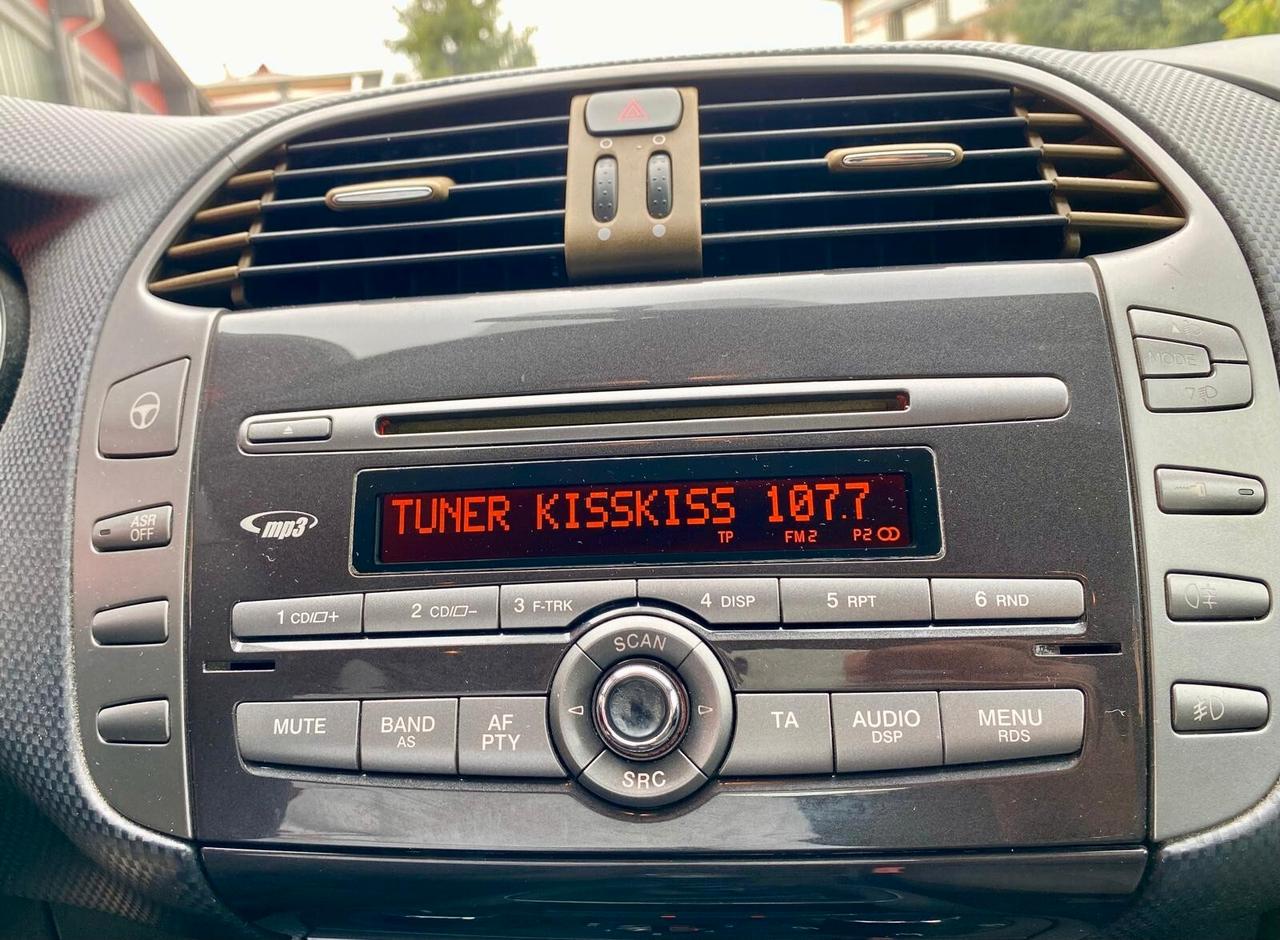 MODE
ASR
OFF
mp3
TUNER KISSKISS 107.7
TP FM2 P2
1 CD/+ 2 CD/- 3 F-TRK 4 DISP 5 RPT 6 RND
SCAN
MUTE
BAND
AS
AF
PTY
TA
AUDIO
DSP
MENU
RDS
SRC